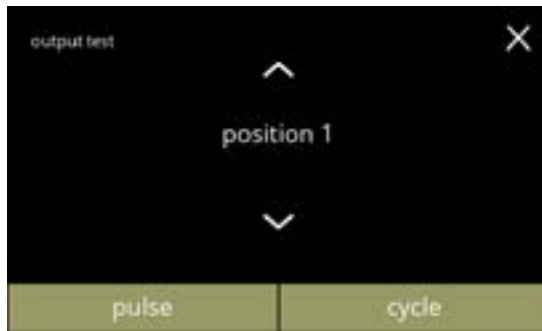 output test
position 1
pulse
cycle